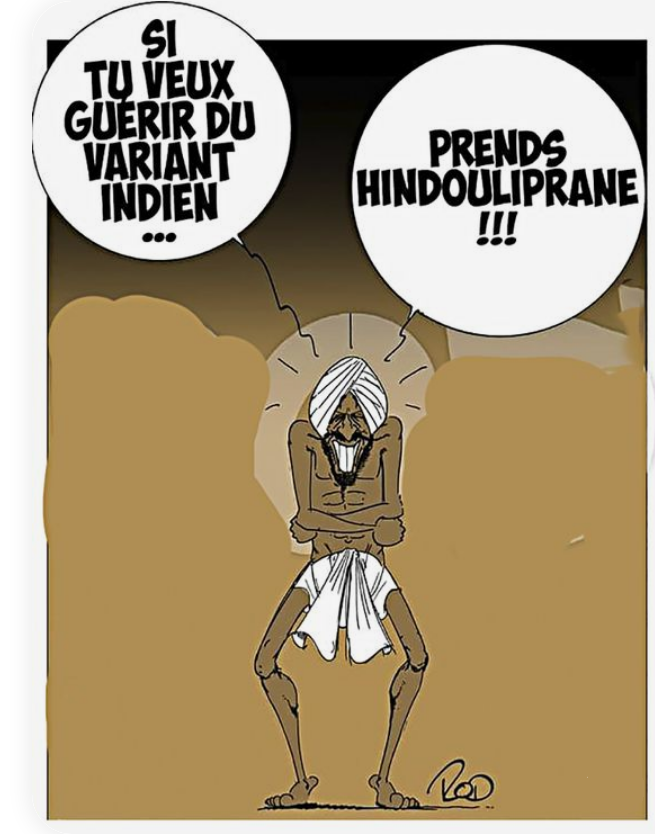 SI
TU VEUX
GUÉRIR DU
VARIANT
INDIEN
...
PRENDS
HINDOULIPRANE
!!!
ROD